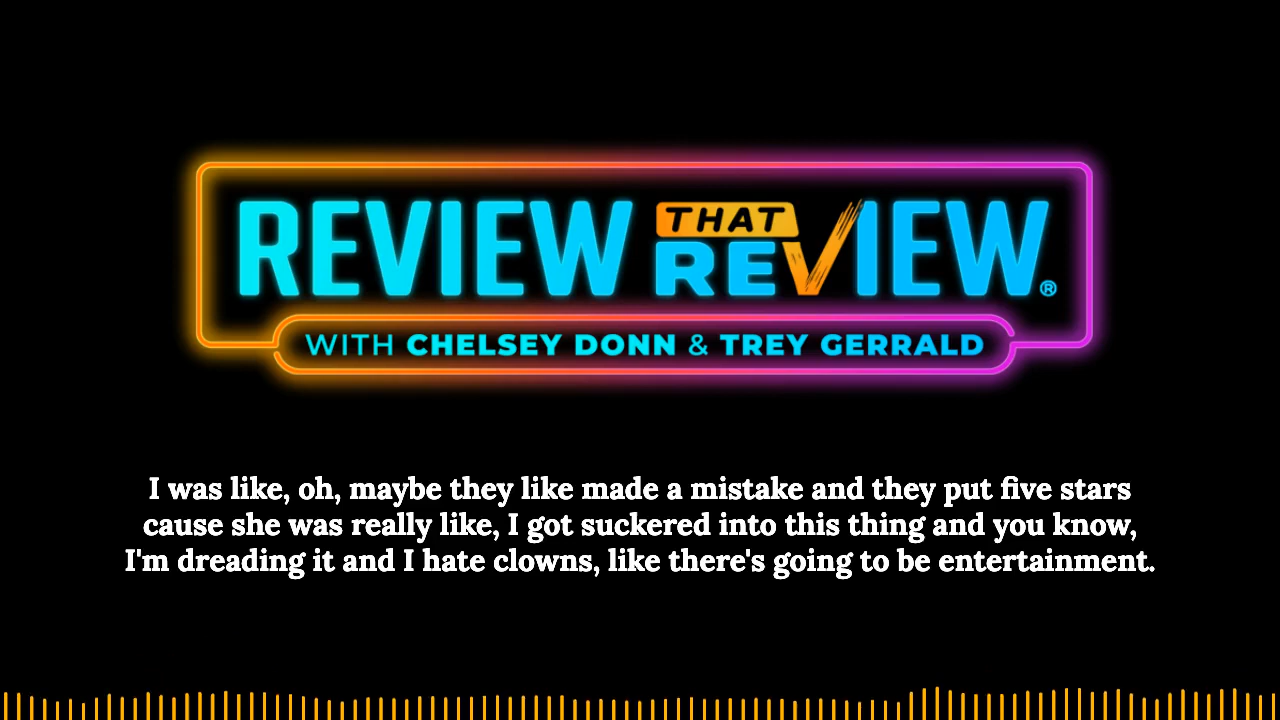 REVIEW THAT REVIEW®
WITH CHELSEY DONN & TREY GERRALD
I was like, oh, maybe they like made a mistake and they put five stars
cause she was really like, I got suckered into this thing and you know,
I'm dreading it and I hate clowns, like there's going to be entertainment.